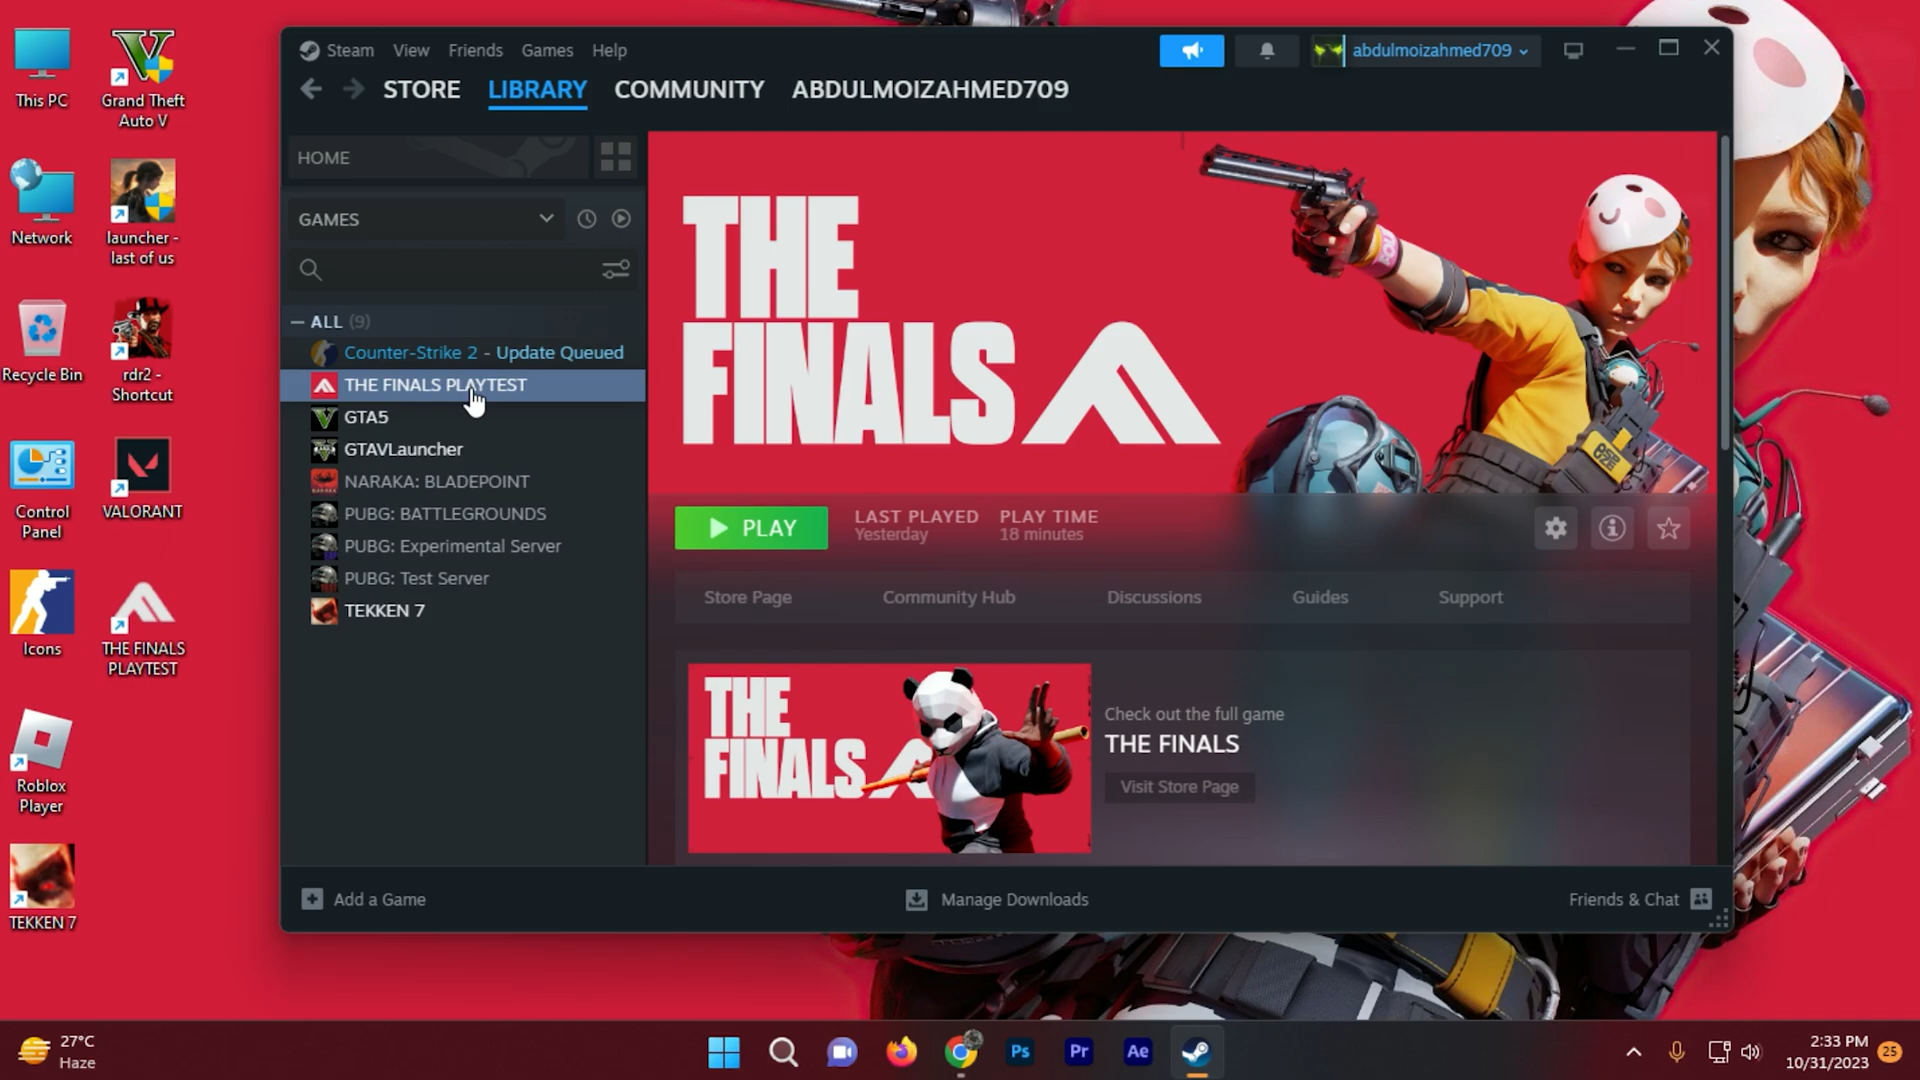 This PC
Grand Theft
Auto V
Network
launcher -
last of us
Recycle Bin
rdr2 -
Shortcut
Control
Panel
VALORANT
Icons
THE FINALS
PLAYTEST
Roblox
Player
TEKKEN 7
Steam View Friends Games Help
abdulmoizahmed709
STORE LIBRARY COMMUNITY ABDULMOIZAHMED709
HOME
GAMES
ALL (9)
Counter-Strike 2 - Update Queued
THE FINALS PLAYTEST
GTA5
GTAVLauncher
NARAKA: BLADEPOINT
PUBG: BATTLEGROUNDS
PUBG: Experimental Server
PUBG: Test Server
TEKKEN 7
THE
FINALS
PLAY
LAST PLAYED
Yesterday
PLAY TIME
18 minutes
Store Page Community Hub Discussions Guides Support
THE
FINALS
Check out the full game
THE FINALS
Visit Store Page
Add a Game
Manage Downloads
Friends & Chat
27°C
Haze
Ps
Pr
Ae
2:33 PM
10/31/2023
25